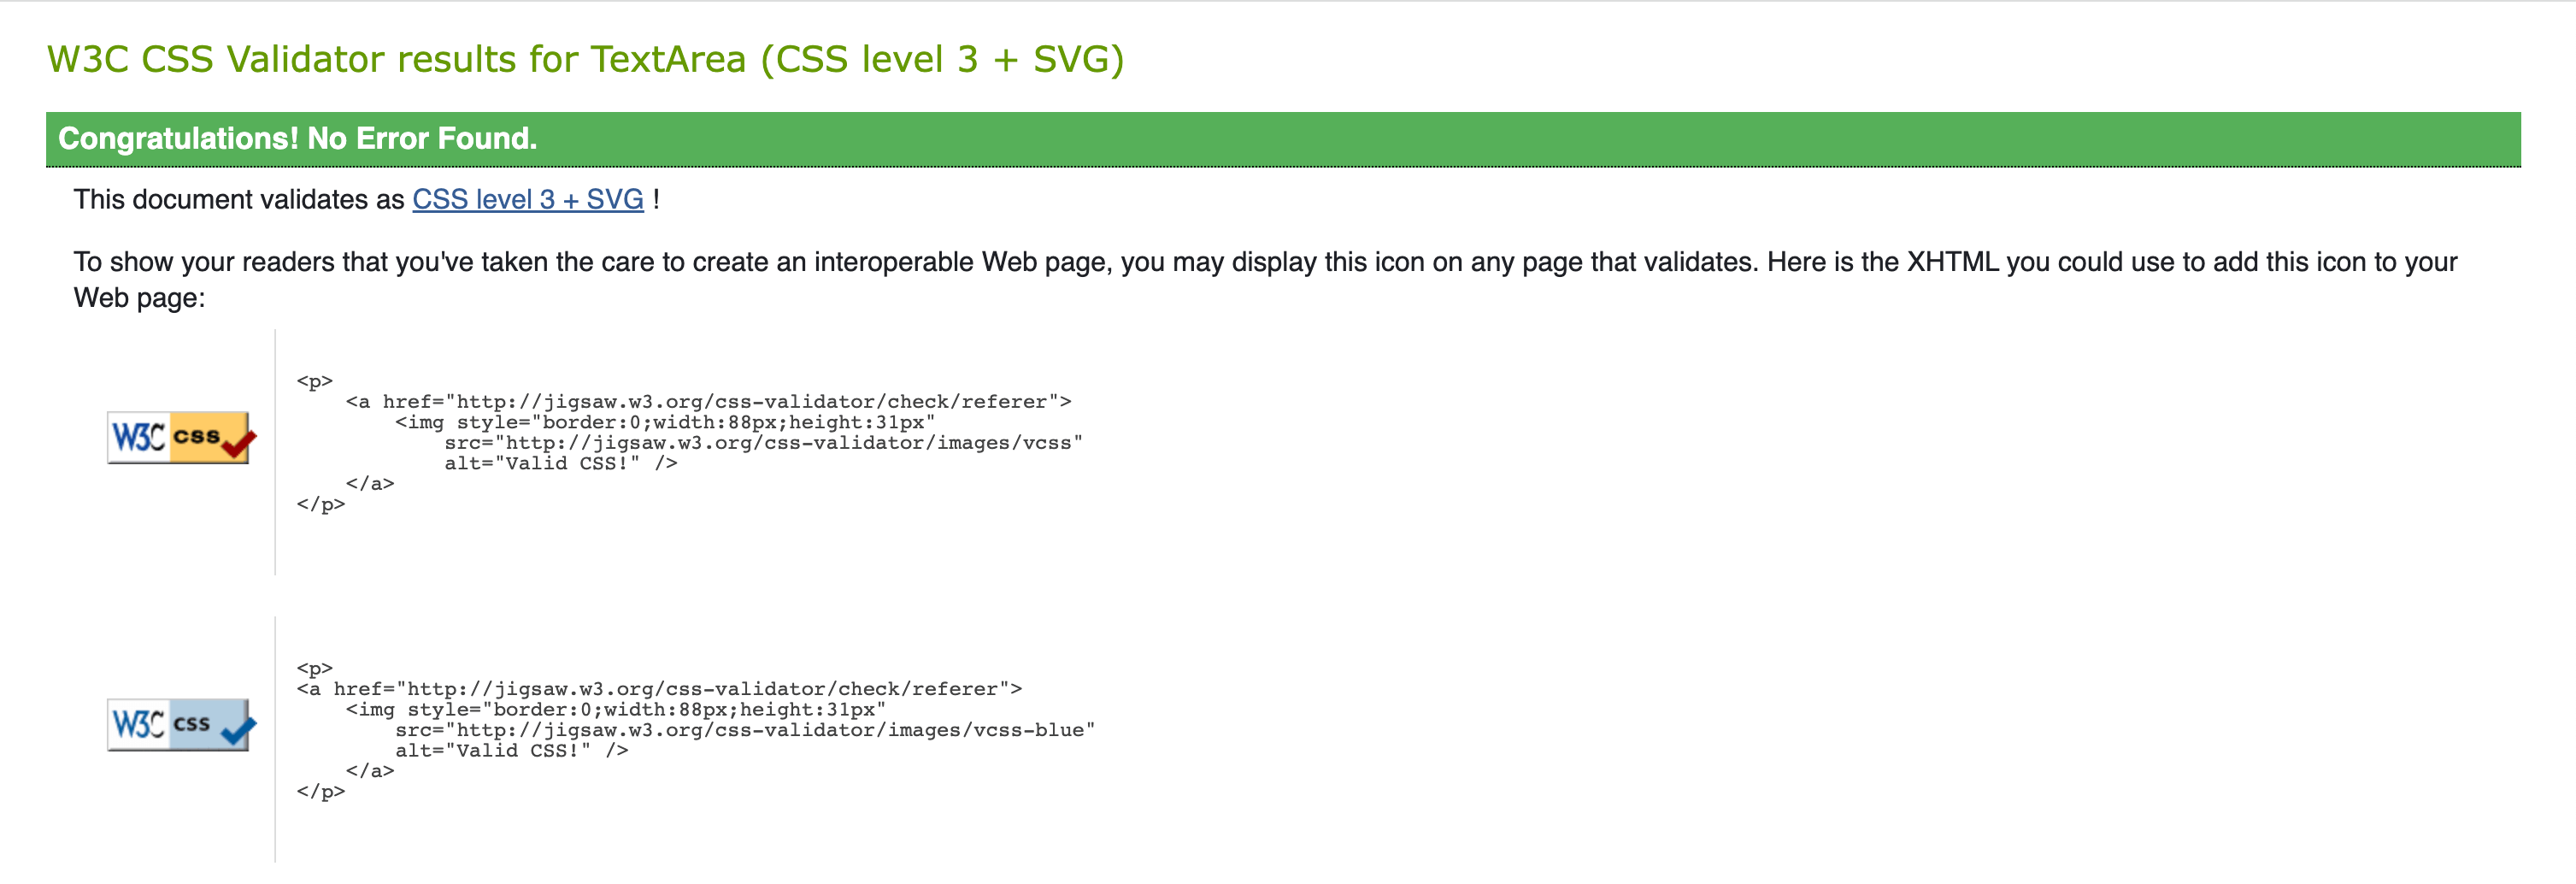 W3C CSS Validator results for TextArea (CSS level 3 + SVG)
Congratulations! No Error Found.
This document validates as CSS level 3 + SVG !
To show your readers that you've taken the care to create an interoperable Web page, you may display this icon on any page that validates. Here is the XHTML you could use to add this icon to your
Web page:
W3C css
<p>
    <a href="http://jigsaw.w3.org/css-validator/check/referer">
        <img style="border:0;width:88px;height:31px"
            src="http://jigsaw.w3.org/css-validator/images/vcss"
            alt="Valid CSS!" />
    </a>
</p>
W3C css
<p>
<a href="http://jigsaw.w3.org/css-validator/check/referer">
    <img style="border:0;width:88px;height:31px"
        src="http://jigsaw.w3.org/css-validator/images/vcss-blue"
        alt="Valid CSS!" />
    </a>
</p>